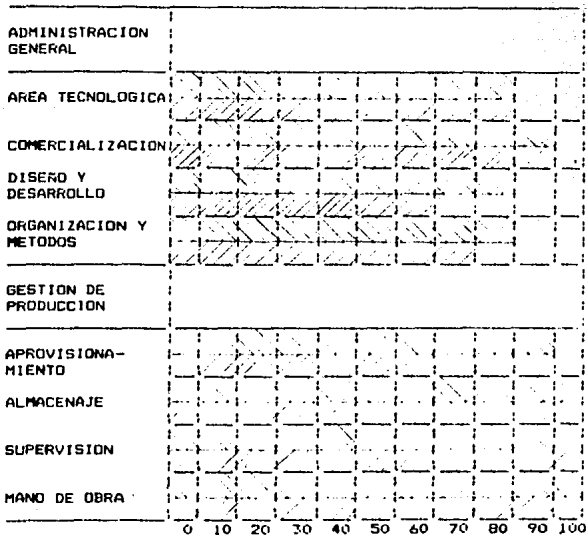 ADMINISTRACION
GENERAL
AREA TECNOLOGICA
COMERCIALIZACION
DISEÑO Y
DESARROLLO
ORGANIZACION Y
METODOS
GESTION DE
PRODUCCION
APROVISIONA-
MIENTO
ALMACENAJE
SUPERVISION
MANO DE OBRA
0 10 20 30 40 50 60 70 80 90 100